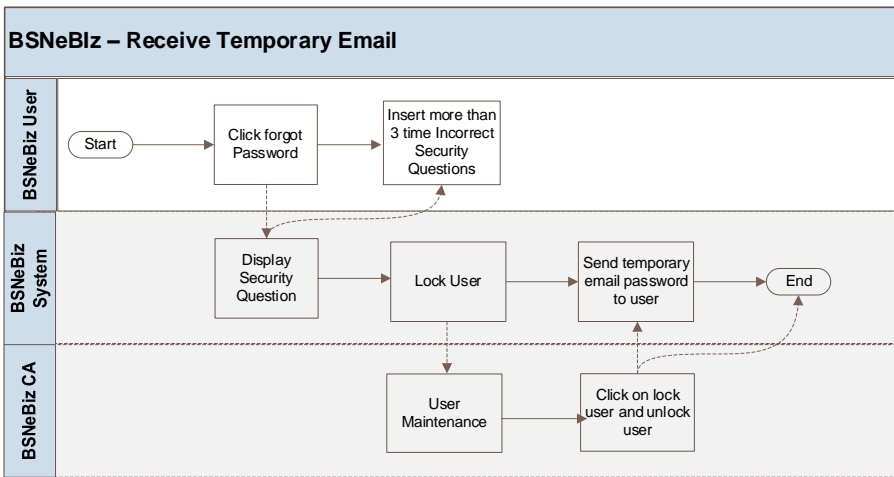 BSNeBIz – Receive Temporary Email
BSNeBiz User
Start
Click forgot
Password
Insert more than
3 time Incorrect
Security
Questions
BSNeBiz
System
Display
Security
Question
Lock User
Send temporary
email password
to user
End
BSNeBiz CA
User
Maintenance
Click on lock
user and unlock
user